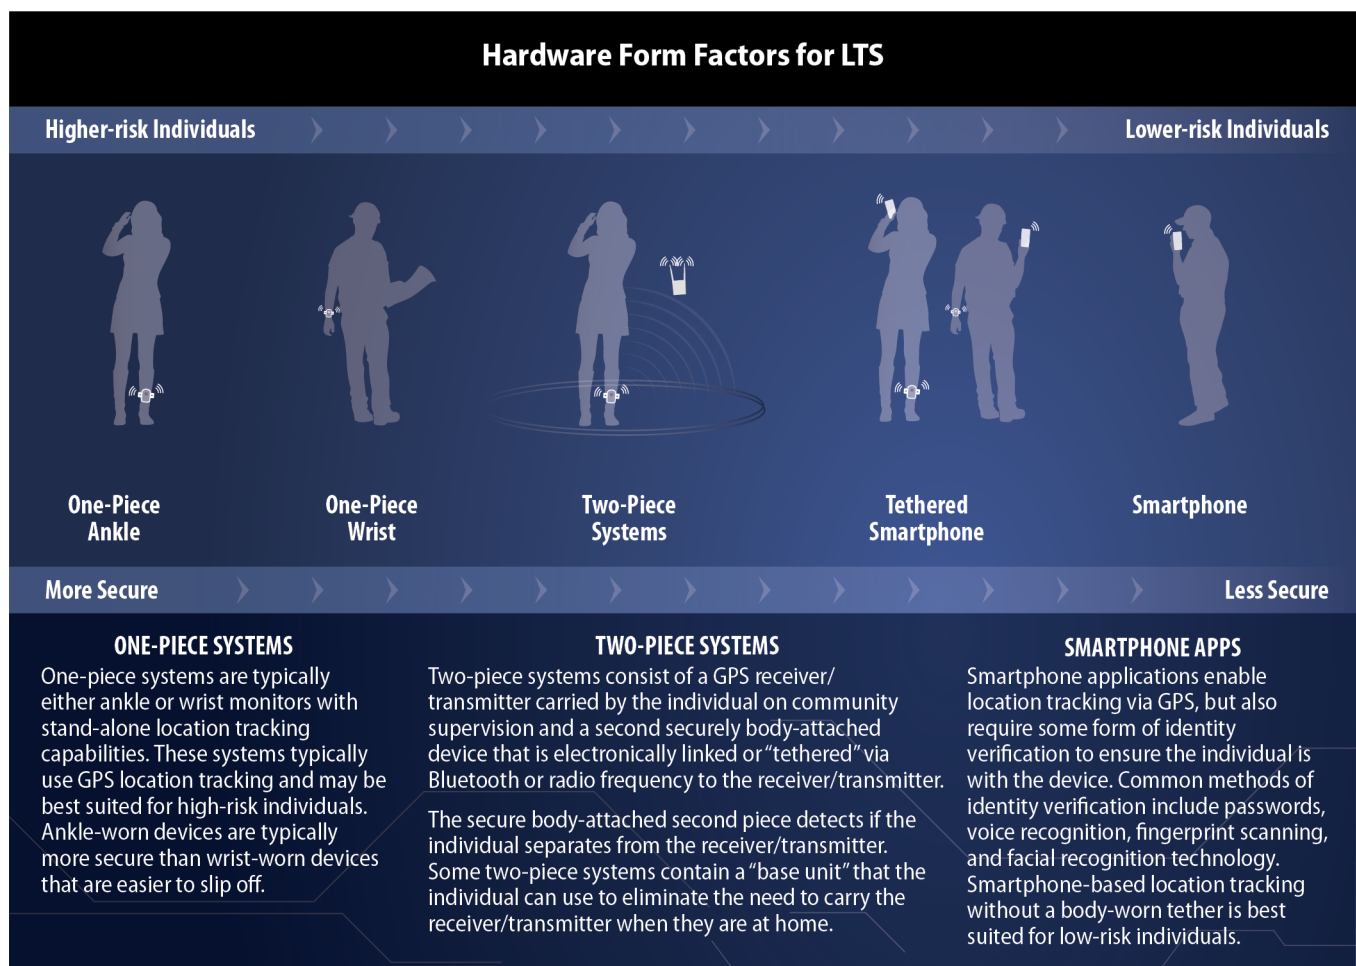 Hardware Form Factors for LTS
Higher-risk Individuals
Lower-risk Individuals
One-Piece
Ankle
One-Piece
Wrist
Two-Piece
Systems
Tethered
Smartphone
Smartphone
More Secure
Less Secure
ONE-PIECE SYSTEMS
One-piece systems are typically
either ankle or wrist monitors with
stand-alone location tracking
capabilities. These systems typically
use GPS location tracking and may be
best suited for high-risk individuals.
Ankle-worn devices are typically
more secure than wrist-worn devices
that are easier to slip off.
TWO-PIECE SYSTEMS
Two-piece systems consist of a GPS receiver/
transmitter carried by the individual on community
supervision and a second securely body-attached
device that is electronically linked or “tethered” via
Bluetooth or radio frequency to the receiver/transmitter.
The secure body-attached second piece detects if the
individual separates from the receiver/transmitter.
Some two-piece systems contain a “base unit” that the
individual can use to eliminate the need to carry the
receiver/transmitter when they are at home.
SMARTPHONE APPS
Smartphone applications enable
location tracking via GPS, but also
require some form of identity
verification to ensure the individual is
with the device. Common methods of
identity verification include passwords,
voice recognition, fingerprint scanning,
and facial recognition technology.
Smartphone-based location tracking
without a body-worn tether is best
suited for low-risk individuals.